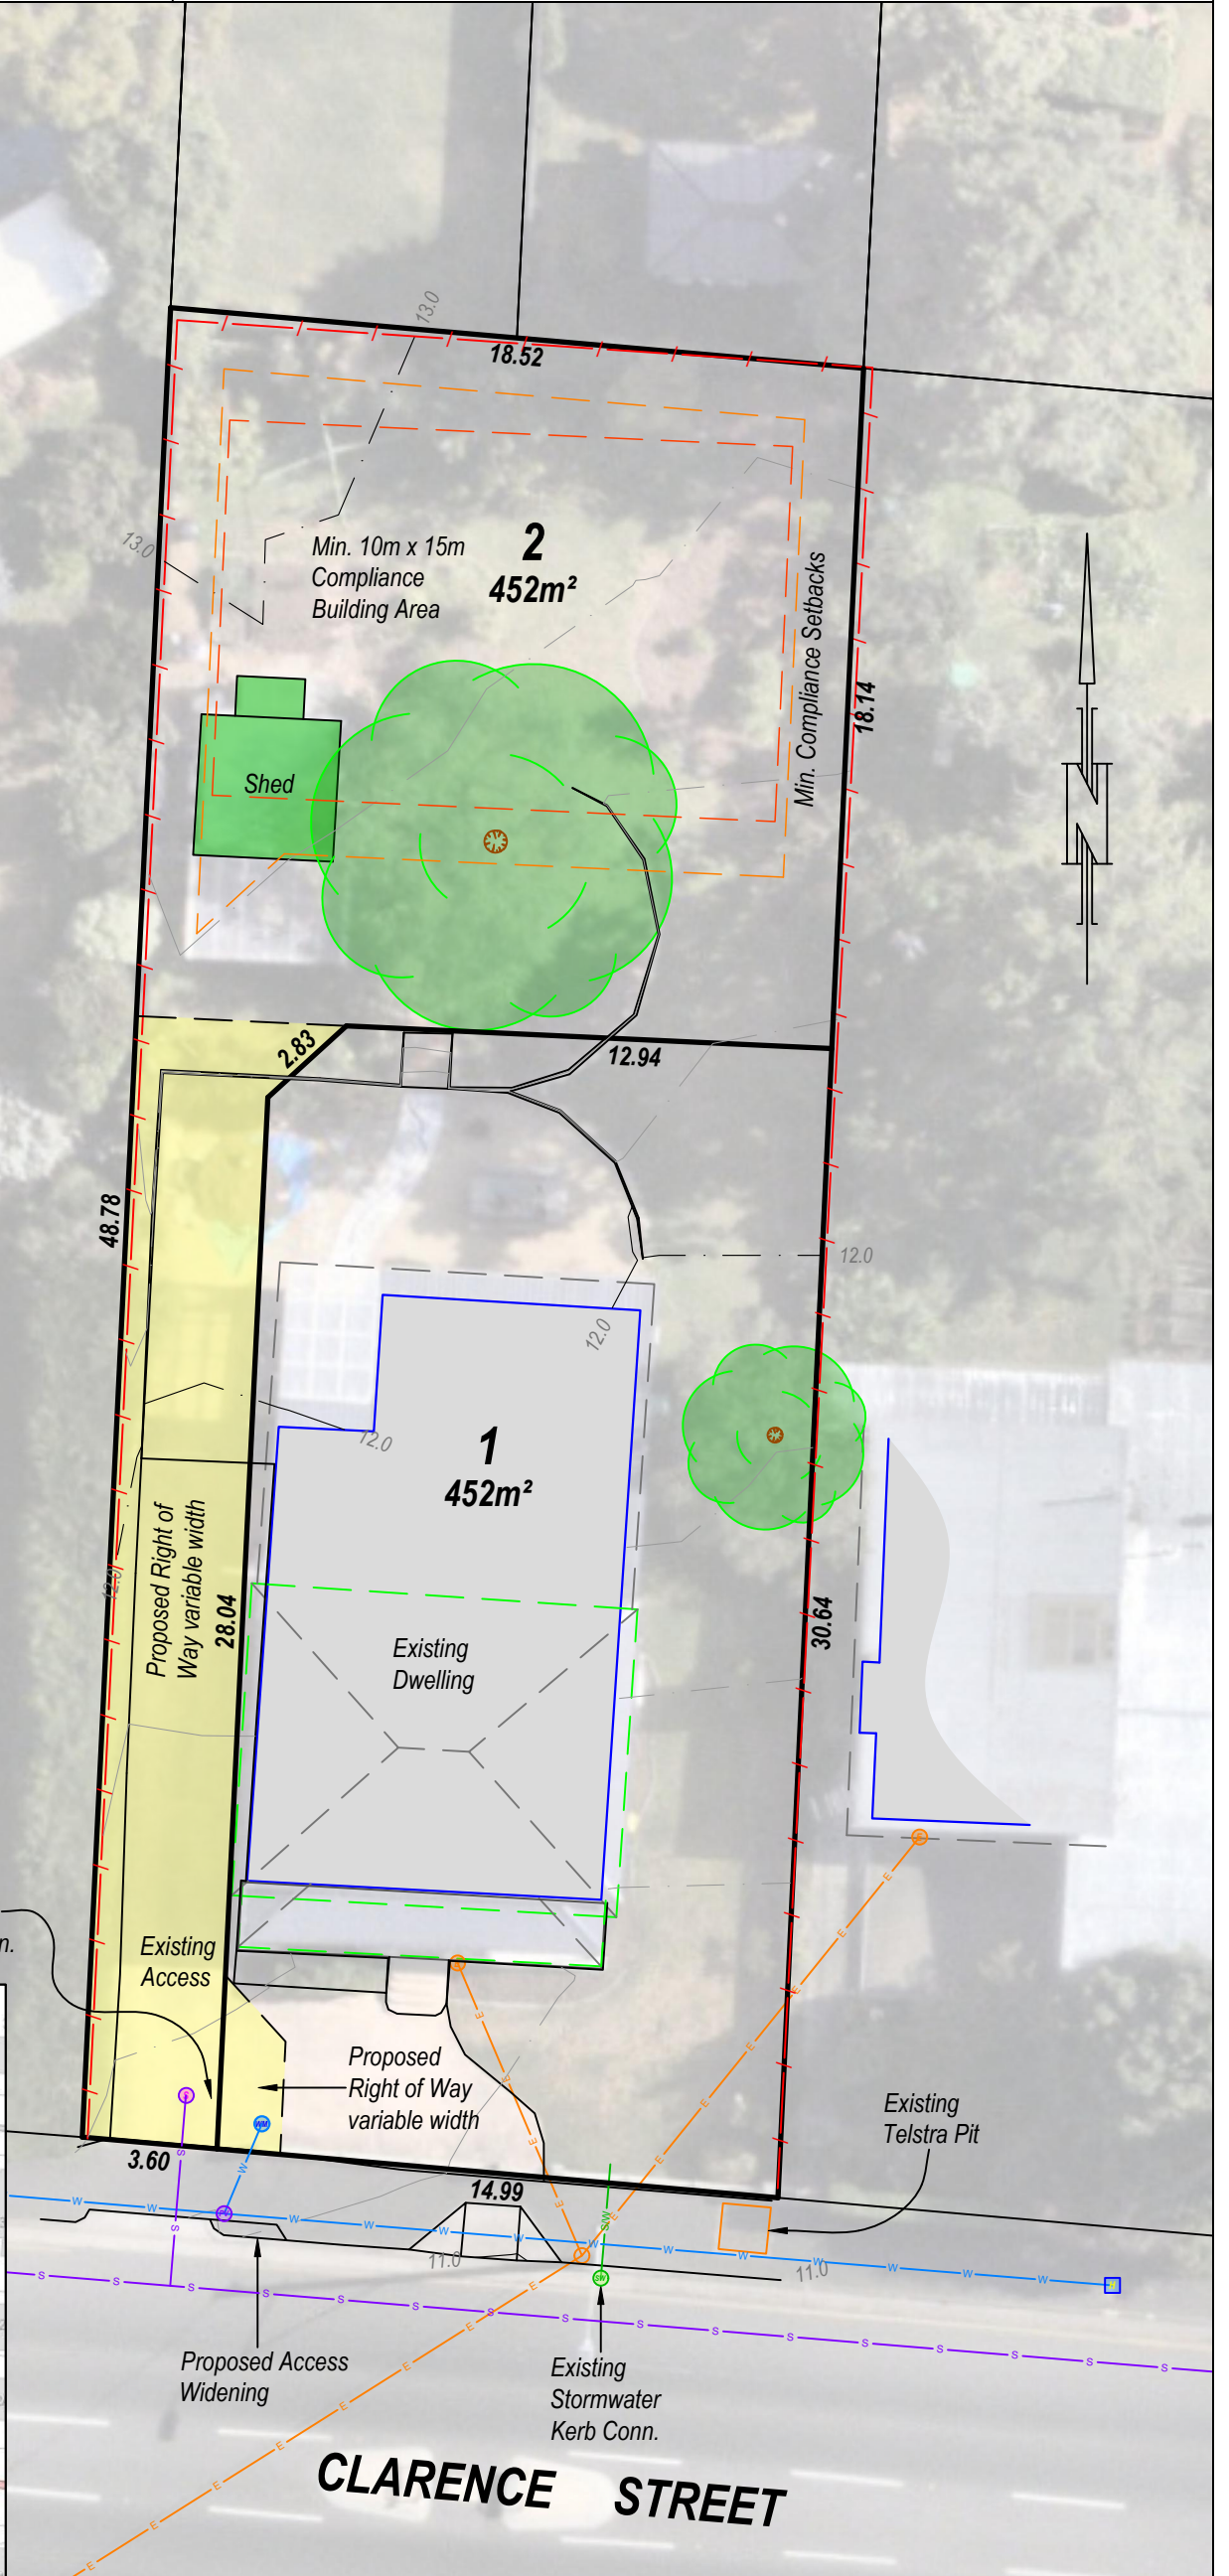 13.0
18.52
13.0
Min. 10m x 15m
Compliance
Building Area
2
452m²
Min. Compliance Setbacks
18.14
Shed
2.83
12.94
48.78
12.0
12.0
12.0
1
452m²
Proposed Right of
Way variable width
12.0
28.04
30.64
Existing
Dwelling
n.
Existing
Access
Proposed
Right of Way
variable width
Existing
Telstra Pit
3.60
14.99
11.0
11.0
Proposed Access
Widening
Existing
Stormwater
Kerb Conn.
CLARENCE STREET